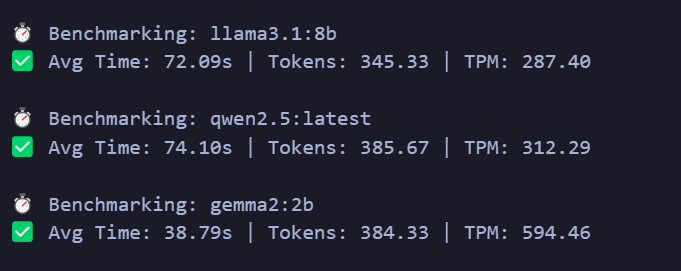 ⏱️ Benchmarking: llama3.1:8b
✅ Avg Time: 72.09s | Tokens: 345.33 | TPM: 287.40
⏱️ Benchmarking: qwen2.5:latest
✅ Avg Time: 74.10s | Tokens: 385.67 | TPM: 312.29
⏱️ Benchmarking: gemma2:2b
✅ Avg Time: 38.79s | Tokens: 384.33 | TPM: 594.46